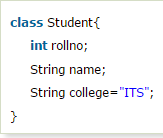 class Student{
int rollno;
String name;
String college="ITS";
}